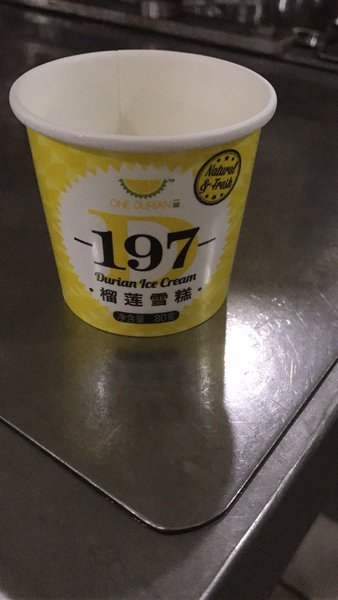 ONE DURIAN
Natural
& Fresh
D
197
Durian Ice Cream
·榴莲雪糕·
净含量 80克